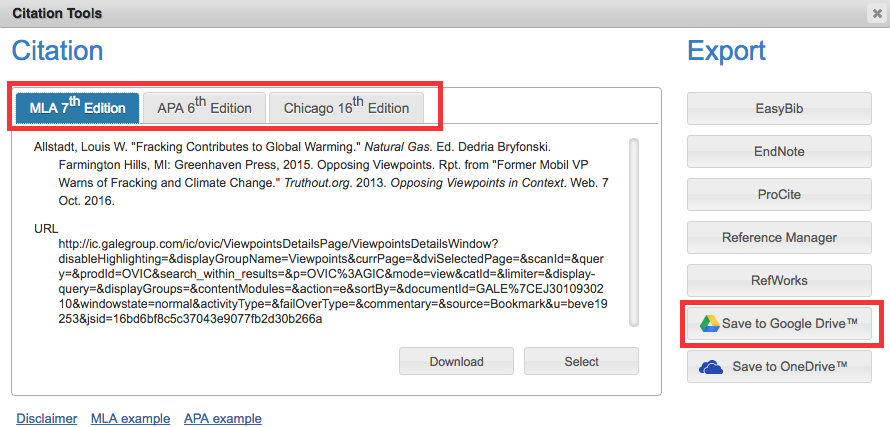 Citation Tools
Citation
MLA 7th Edition
APA 6th Edition
Chicago 16th Edition
Allstadt, Louis W. "Fracking Contributes to Global Warming." Natural Gas. Ed. Dedria Bryfonski.
Farmington Hills, MI: Greenhaven Press, 2015. Opposing Viewpoints. Rpt. from "Former Mobil VP
Warns of Fracking and Climate Change." Truthout.org. 2013. Opposing Viewpoints in Context. Web. 7
Oct. 2016.
URL
http://ic.galegroup.com/ic/ovic/ViewpointsDetailsPage/ViewpointsDetailsWindow?
disableHighlighting=&displayGroupName=Viewpoints&currPage=&dviSelectedPage=&scanId=&quer
y=&prodId=OVIC&search_within_results=&p=OVIC%3AGIC&mode=view&catId=&limiter=&display-
query=&displayGroups=&contentModules=&action=e&sortBy=&documentId=GALE%7CEJ30109302
10&windowstate=normal&activityType=&failOverType=&commentary=&source=Bookmark&u=beve19
253&jsid=16bd6bf8c5c37043e9077fb2d30b266a
Download
Select
Disclaimer
MLA example
APA example
Export
EasyBib
EndNote
ProCite
Reference Manager
RefWorks
Save to Google Drive™
Save to OneDrive™